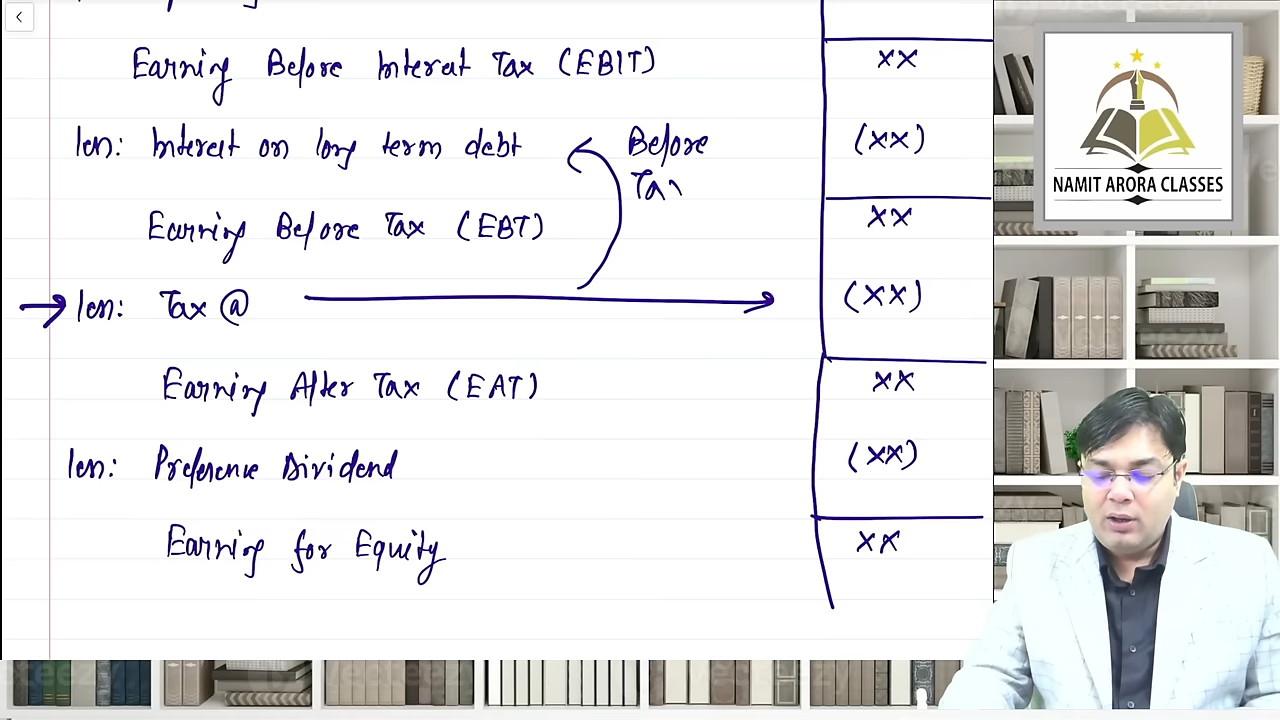 Earning Before Interest Tax (EBIT) xx
less: Interest on long term debt (xx)
Before
Tax
Earning Before Tax (EBT) xx
less: Tax @ (xx)
Earning After Tax (EAT) xx
less: Preference Dividend (xx)
Earning for Equity xx
NAMIT ARORA CLASSES